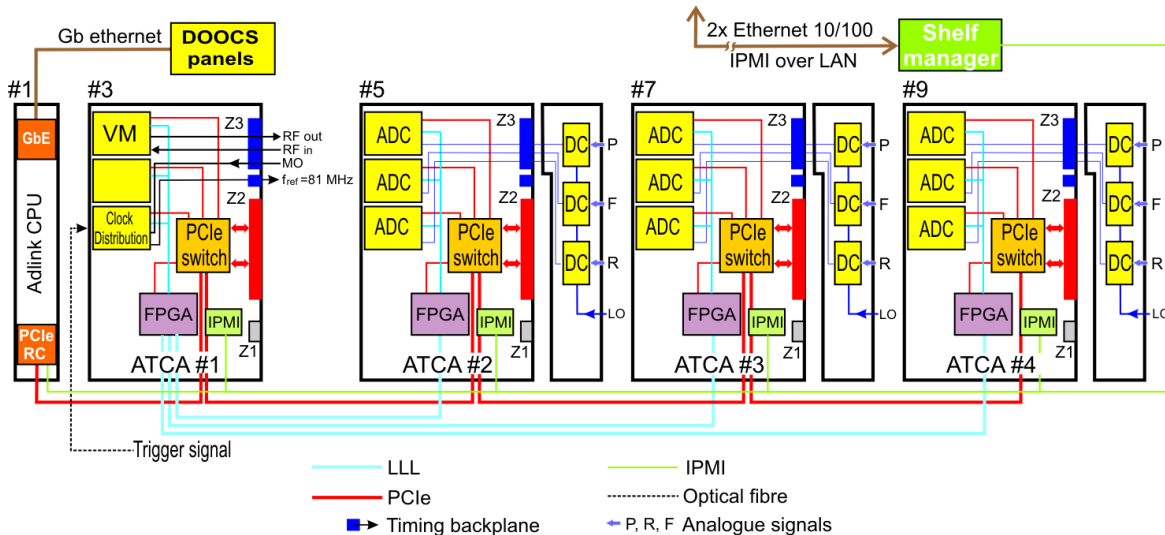 Gb ethernet
DOOCS
panels
2x Ethernet 10/100
IPMI over LAN
Shelf
manager
#1
GbE
Adlink CPU
PCIe
RC
#3
VM
Clock
Distribution
PCIe
switch
FPGA
IPMI
Z3
Z2
Z1
RF out
RF in
MO
fref=81 MHz
ATCA #1
#5
ADC
ADC
ADC
PCIe
switch
FPGA
IPMI
Z3
Z2
Z1
ATCA #2
DC
DC
DC
P
F
R
LO
#7
ADC
ADC
ADC
PCIe
switch
FPGA
IPMI
Z3
Z2
Z1
ATCA #3
DC
DC
DC
P
F
R
LO
#9
ADC
ADC
ADC
PCIe
switch
FPGA
IPMI
Z3
Z2
Z1
ATCA #4
DC
DC
DC
P
F
R
LO
Trigger signal
LLL
PCIe
Timing backplane
IPMI
Optical fibre
P, R, F Analogue signals